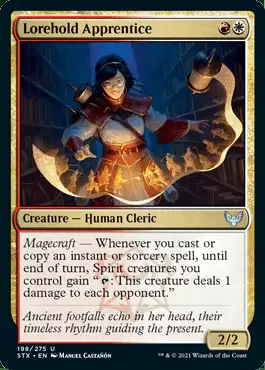 Lorehold Apprentice
Creature — Human Cleric
Magecraft — Whenever you cast or
copy an instant or sorcery spell, until
end of turn, Spirit creatures you
control gain “: This creature deals 1
damage to each opponent.”
Ancient footfalls echo in her head, their
timeless rhythm guiding the present.
2/2
198/275 U
STX • EN MANUEL CASTAÑÓN
™ & © 2021 Wizards of the Coast